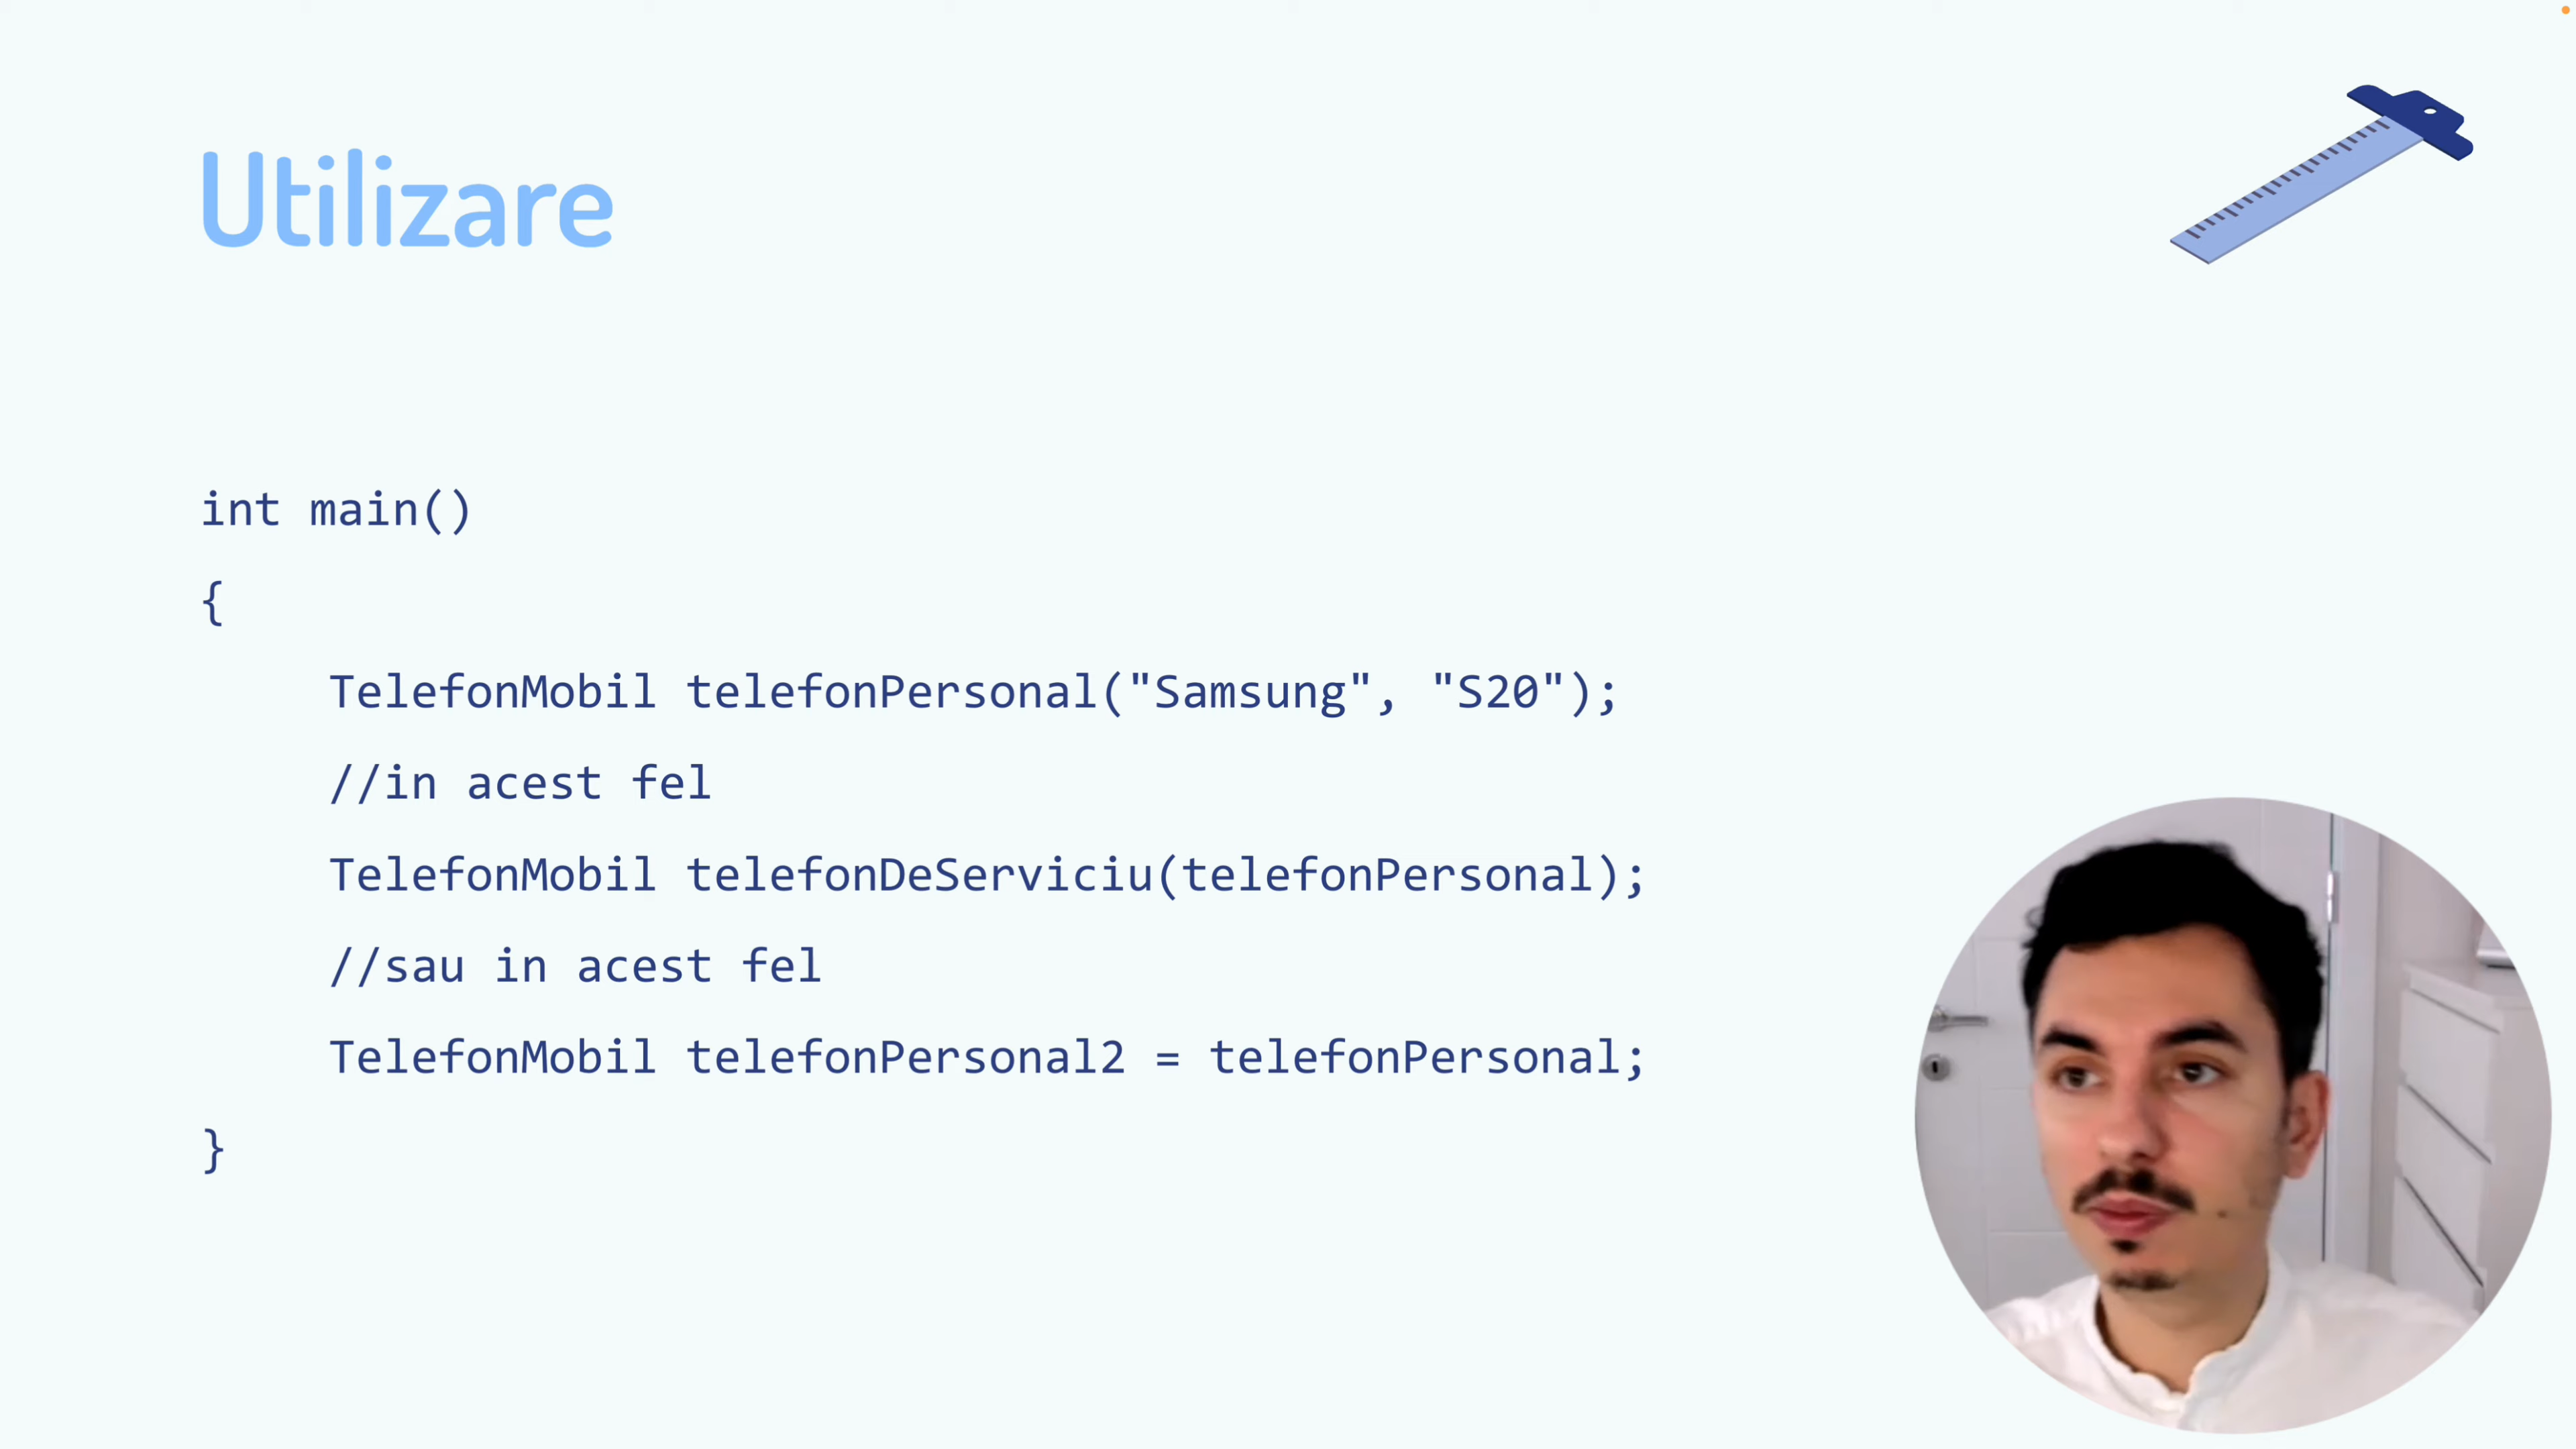 Utilizare
int main()
{
TelefonMobil telefonPersonal("Samsung", "S20");
//in acest fel
TelefonMobil telefonDeServiciu(telefonPersonal);
//sau in acest fel
TelefonMobil telefonPersonal2 = telefonPersonal;
}